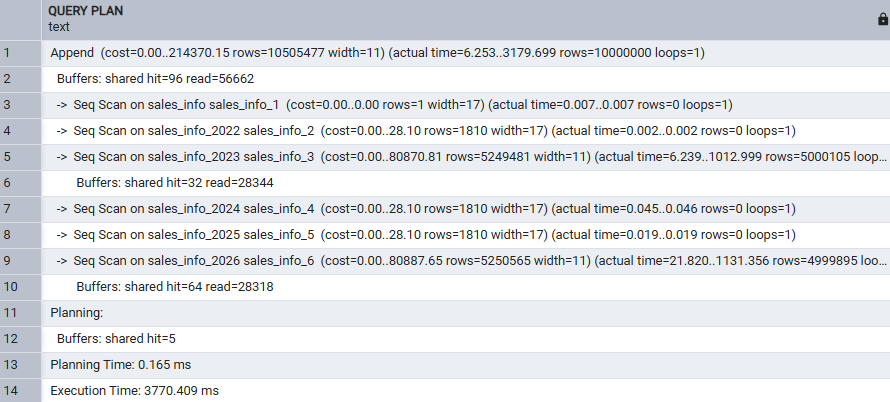 QUERY PLAN
text
1 Append (cost=0.00..214370.15 rows=10505477 width=11) (actual time=6.253..3179.699 rows=10000000 loops=1)
2 Buffers: shared hit=96 read=56662
3 -> Seq Scan on sales_info sales_info_1 (cost=0.00..0.00 rows=1 width=17) (actual time=0.007..0.007 rows=0 loops=1)
4 -> Seq Scan on sales_info_2022 sales_info_2 (cost=0.00..28.10 rows=1810 width=17) (actual time=0.002..0.002 rows=0 loops=1)
5 -> Seq Scan on sales_info_2023 sales_info_3 (cost=0.00..80870.81 rows=5249481 width=11) (actual time=6.239..1012.999 rows=5000105 loop...
6 Buffers: shared hit=32 read=28344
7 -> Seq Scan on sales_info_2024 sales_info_4 (cost=0.00..28.10 rows=1810 width=17) (actual time=0.045..0.046 rows=0 loops=1)
8 -> Seq Scan on sales_info_2025 sales_info_5 (cost=0.00..28.10 rows=1810 width=17) (actual time=0.019..0.019 rows=0 loops=1)
9 -> Seq Scan on sales_info_2026 sales_info_6 (cost=0.00..80887.65 rows=5250565 width=11) (actual time=21.820..1131.356 rows=4999895 loo...
10 Buffers: shared hit=64 read=28318
11 Planning:
12 Buffers: shared hit=5
13 Planning Time: 0.165 ms
14 Execution Time: 3770.409 ms